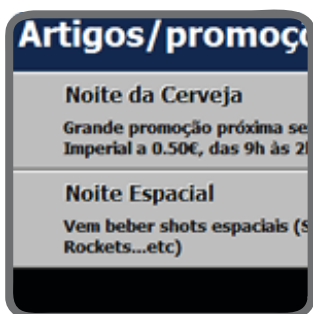 Artigos/promoç
Noite da Cerveja
Grande promoção próxima se
Imperial a 0.50€, das 9h às
Noite Espacial
Vem beber shots espaciais (S
Rockets...etc)